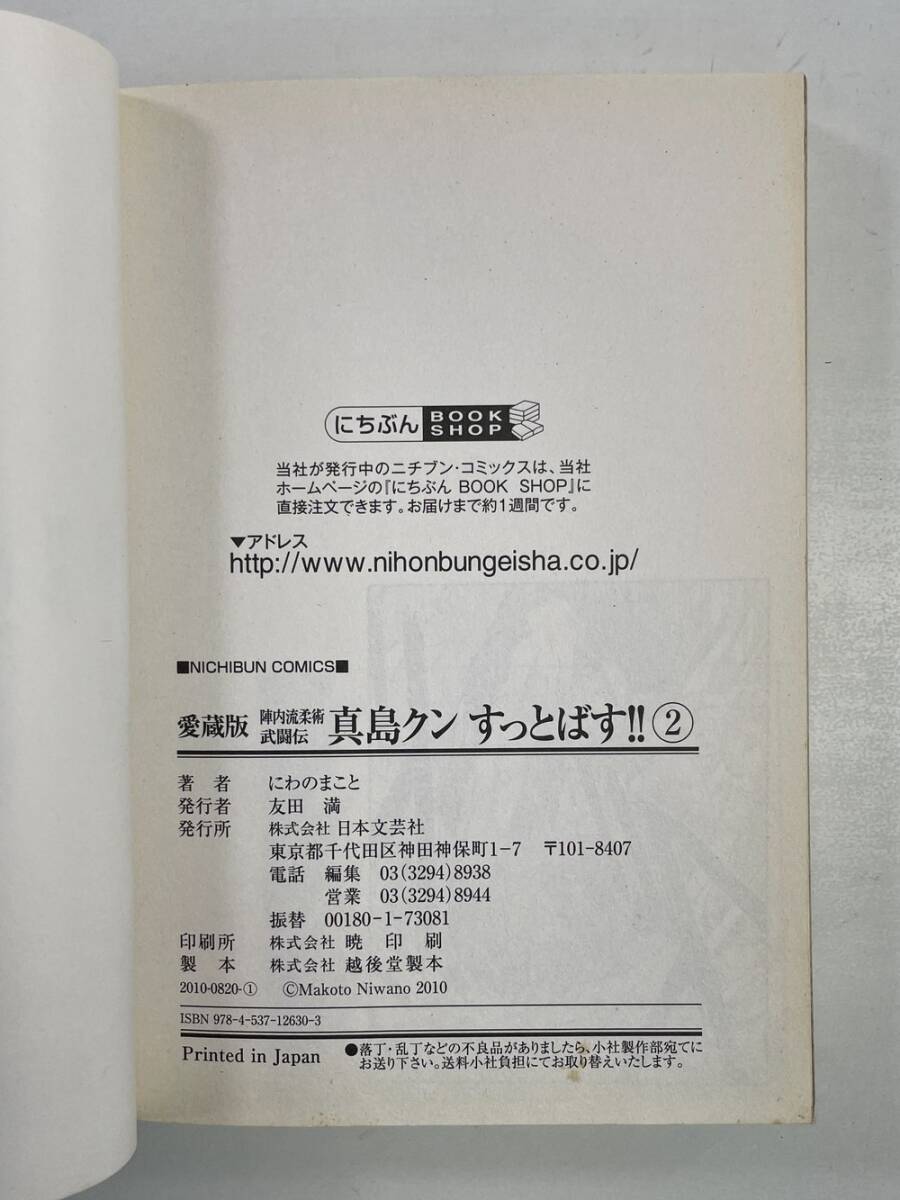 にちぶん BOOK SHOP
当社が発行中のニチブン・コミックスは、当社
ホームページの『にちぶん BOOK SHOP』に
直接注文できます。お届けまで約1週間です。
▼アドレス
http://www.nihonbungeisha.co.jp/
■NICHIBUN COMICS■
愛蔵版 陣内流柔術武闘伝 真島クン すっとばす!!②
著者 にわのまこと
発行者 友田 満
発行所 株式会社 日本文芸社
東京都千代田区神田神保町1-7 〒101-8407
電話 編集 03(3294)8938
営業 03(3294)8944
振替 00180-1-73081
印刷所 株式会社 暁印刷
製本 株式会社 越後堂製本
2010-0820-① ©Makoto Niwano 2010
ISBN 978-4-537-12630-3
Printed in Japan ●落丁・乱丁などの不良品がありましたら、小社製作部宛てに
お送り下さい。送料小社負担にてお取り替えいたします。